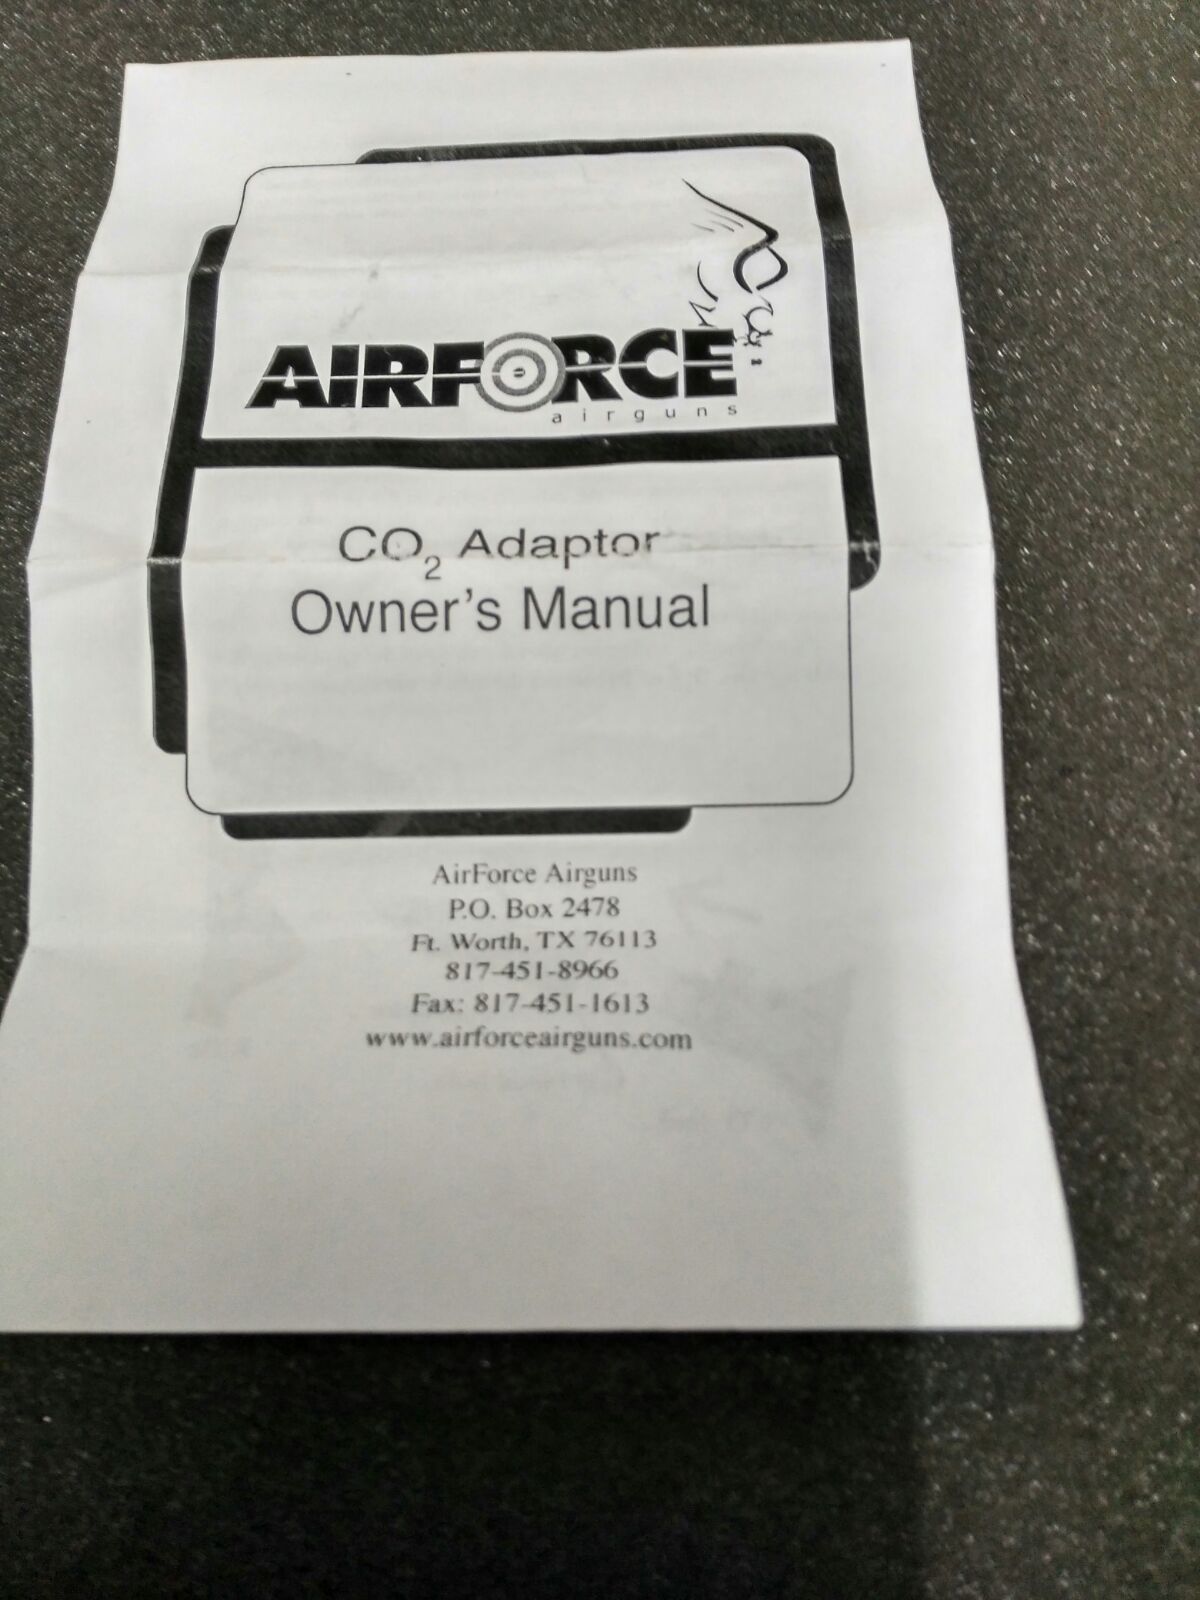 AIRFORCE
airguns
CO₂ Adaptor
Owner's Manual
AirForce Airguns
P.O. Box 2478
Ft. Worth, TX 76113
817-451-8966
Fax: 817-451-1613
www.airforceairguns.com